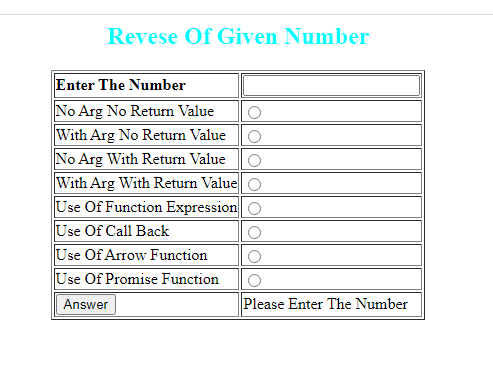 Revese Of Given Number
Enter The Number
No Arg No Return Value
With Arg No Return Value
No Arg With Return Value
With Arg With Return Value
Use Of Function Expression
Use Of Call Back
Use Of Arrow Function
Use Of Promise Function
Answer Please Enter The Number